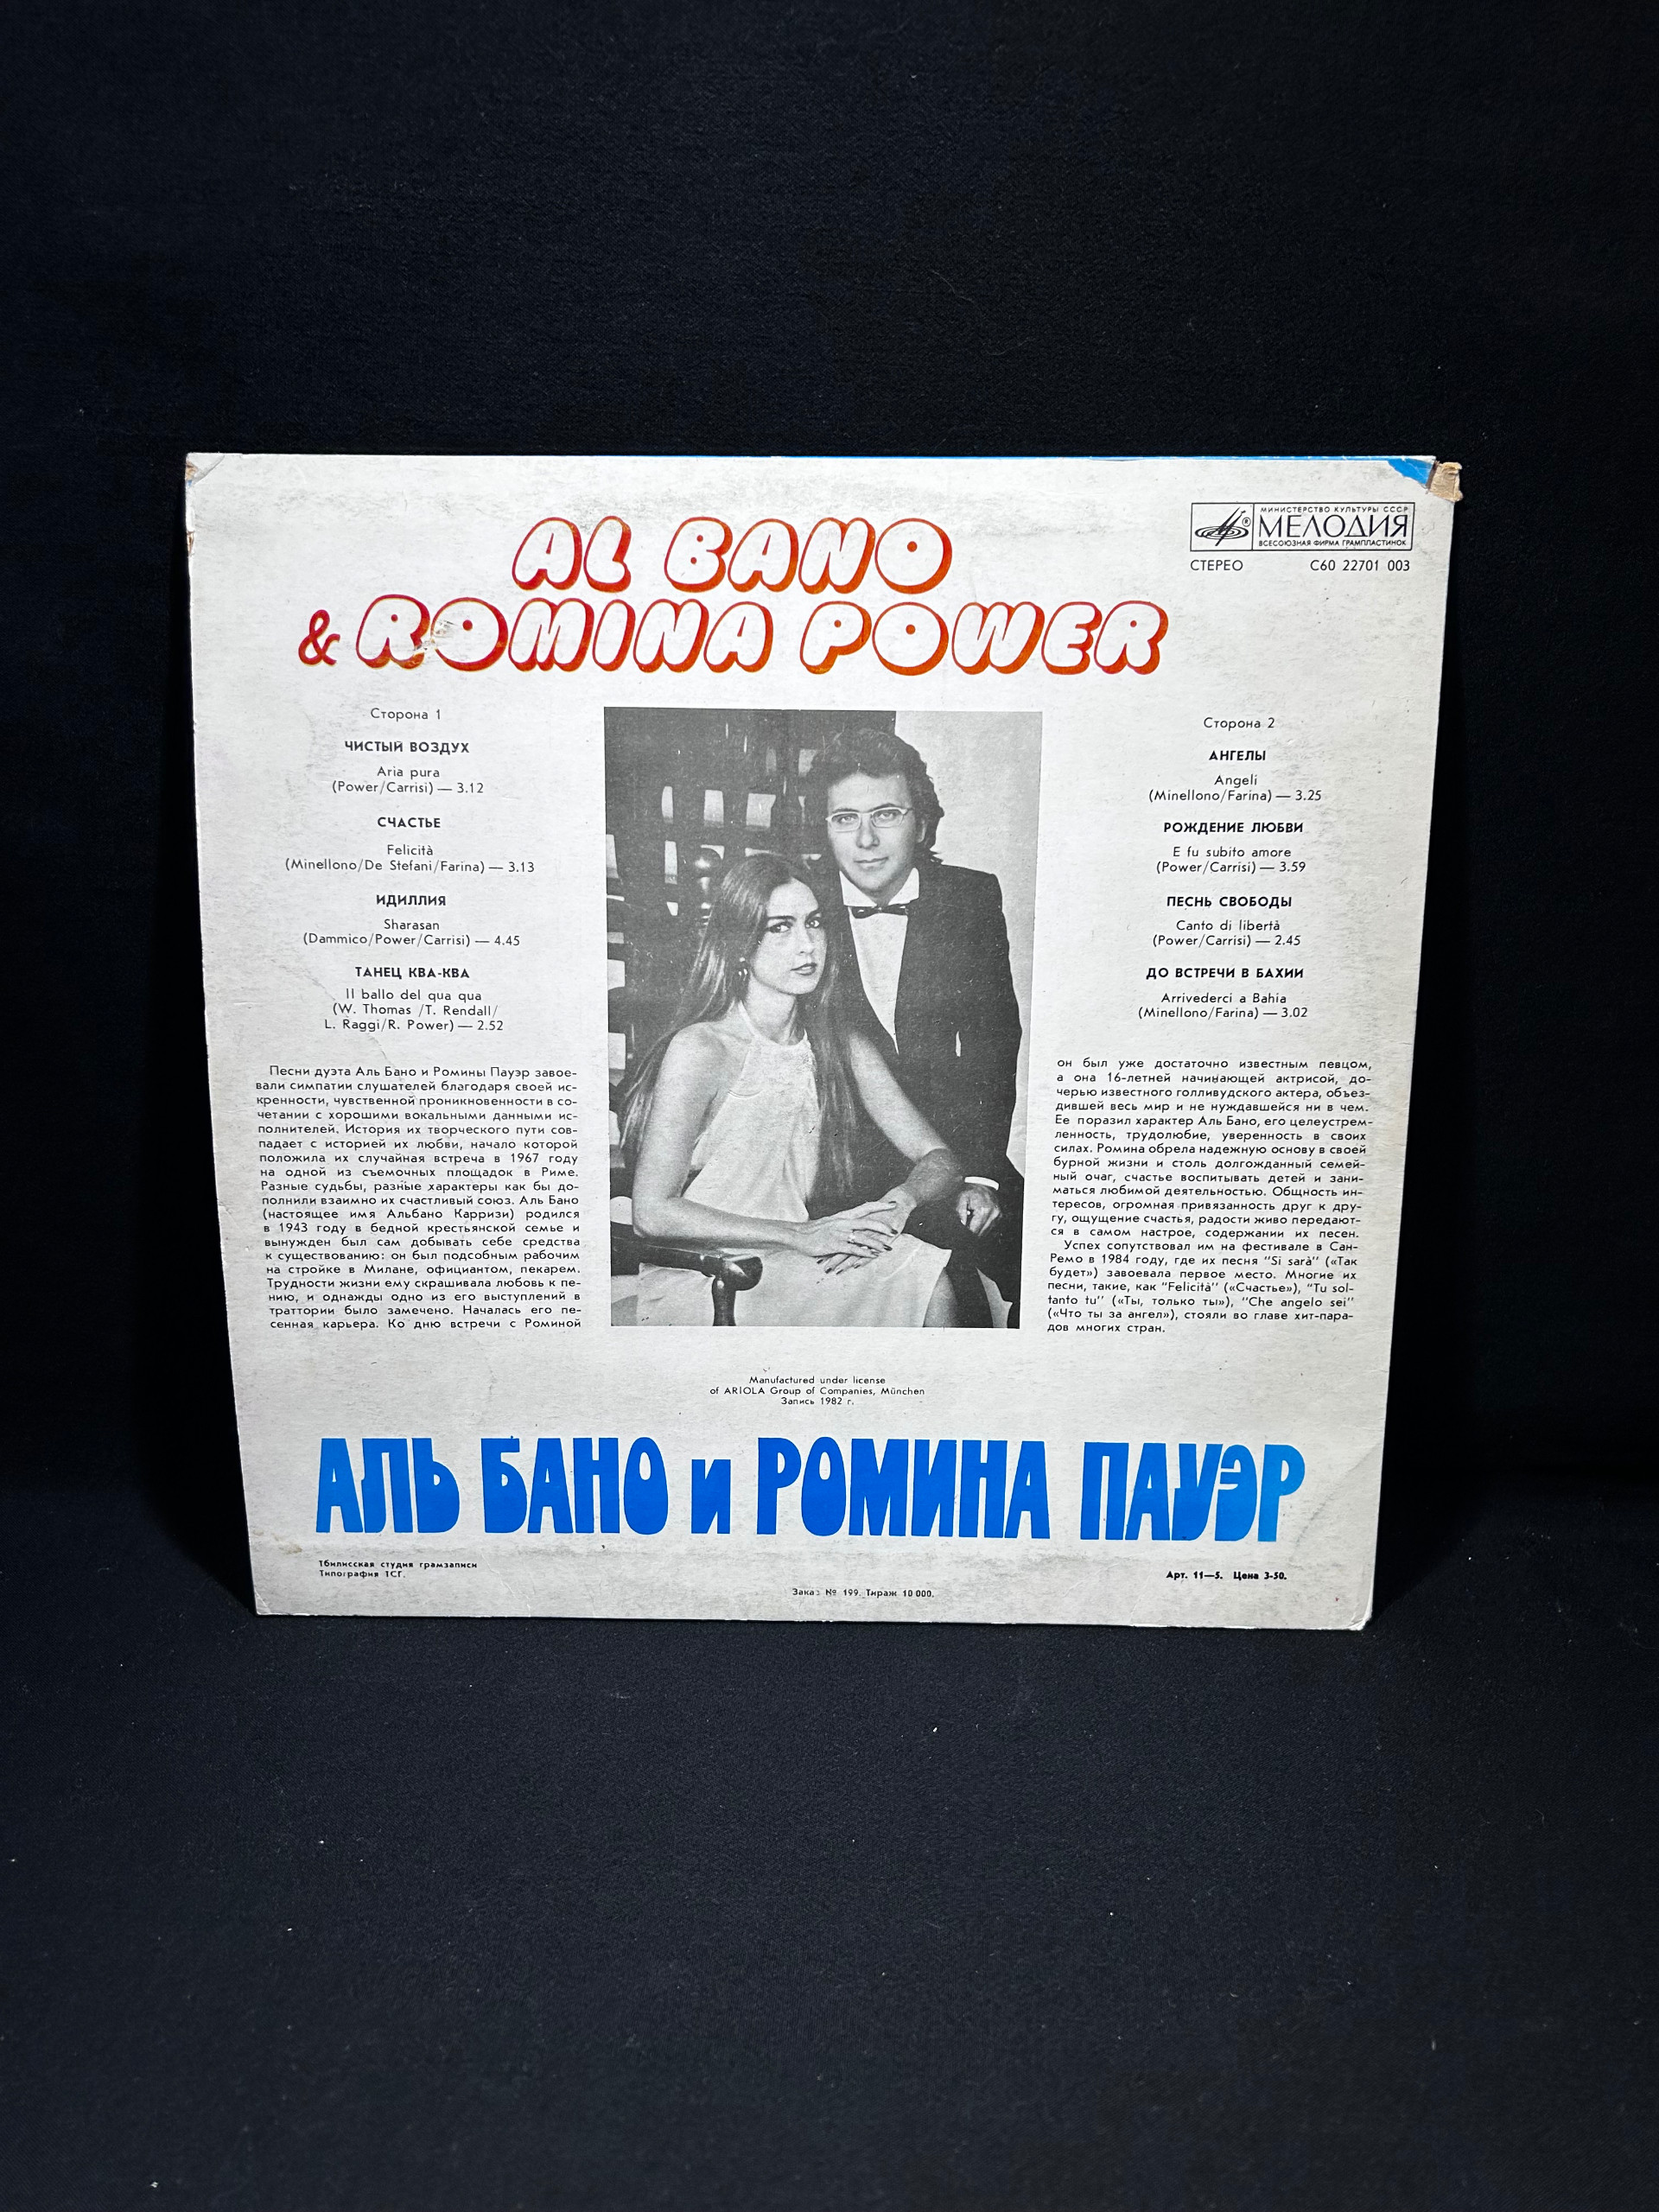 AL BANO
& ROMINA POWER
МИНИСТЕРСТВО КУЛЬТУРЫ СССР
МЕЛОДИЯ
ВСЕСОЮЗНАЯ ФИРМА ГРАМПЛАСТИНОК
СТЕРЕО С60 22701 003
Сторона 1
ЧИСТЫЙ ВОЗДУХ
Aria pura
(Power/Carrisi) — 3.12
СЧАСТЬЕ
Felicità
(Minellono/De Stefani/Farina) — 3.13
ИДИЛЛИЯ
Sharasan
(Dammico/Power/Carrisi) — 4.45
ТАНЕЦ КВА-КВА
Il ballo del qua qua
(W. Thomas /T. Rendall/
L. Raggi/R. Power) — 2.52
Сторона 2
АНГЕЛЫ
Angeli
(Minellono/Farina) — 3.25
РОЖДЕНИЕ ЛЮБВИ
E fu subito amore
(Power/Carrisi) — 3.59
ПЕСНЬ СВОБОДЫ
Canto di libertà
(Power/Carrisi) — 2.45
ДО ВСТРЕЧИ В БАХИИ
Arrivederci a Bahia
(Minellono/Farina) — 3.02
Песни дуэта Аль Бано и Ромины Пауэр завое-
вали симпатии слушателей благодаря своей ис-
кренности, чувственной проникновенности в со-
четании с хорошими вокальными данными ис-
полнителей. История их творческого пути сов-
падает с историей их любви, начало которой
положила их случайная встреча в 1967 году
на одной из съемочных площадок в Риме.
Разные судьбы, разные характеры как бы до-
полнили взаимно их счастливый союз. Аль Бано
(настоящее имя Альбано Карризи) родился
в 1943 году в бедной крестьянской семье и
вынужден был сам добывать себе средства
к существованию: он был подсобным рабочим
на стройке в Милане, официантом, пекарем.
Трудности жизни ему скрашивала любовь к пе-
нию, и однажды одно из его выступлений в
траттории было замечено. Началась его пе-
сенная карьера. Ко дню встречи с Роминой
он был уже достаточно известным певцом,
а она 16-летней начинающей актрисой, до-
черью известного голливудского актера, объез-
дившей весь мир и не нуждавшейся ни в чем.
Ее поразил характер Аль Бано, его целеустрем-
ленность, трудолюбие, уверенность в своих
силах. Ромина обрела надежную основу в своей
бурной жизни и столь долгожданный семей-
ный очаг, счастье воспитывать детей и зани-
маться любимой деятельностью. Общность ин-
тересов, огромная привязанность друг к дру-
гу, ощущение счастья, радости живо передают-
ся в самом настрое, содержании их песен.
Успех сопутствовал им на фестивале в Сан-
Ремо в 1984 году, где их песня "Si sarà" («Так
будет») завоевала первое место. Многие их
песни, такие, как "Felicità" («Счастье»), "Tu sol-
tanto tu" («Ты, только ты»), "Che angelo sei"
(«Что ты за ангел»), стояли во главе хит-пара-
дов многих стран.
Manufactured under license
of ARIOLA Group of Companies, München
Запись 1982 г.
АЛЬ БАНО и РОМИНА ПАУЭР
Тбилисская студия грамзаписи
Типография ТСГ.
Заказ № 199. Тираж 10 000.
Арт. 11—5. Цена 3-50.